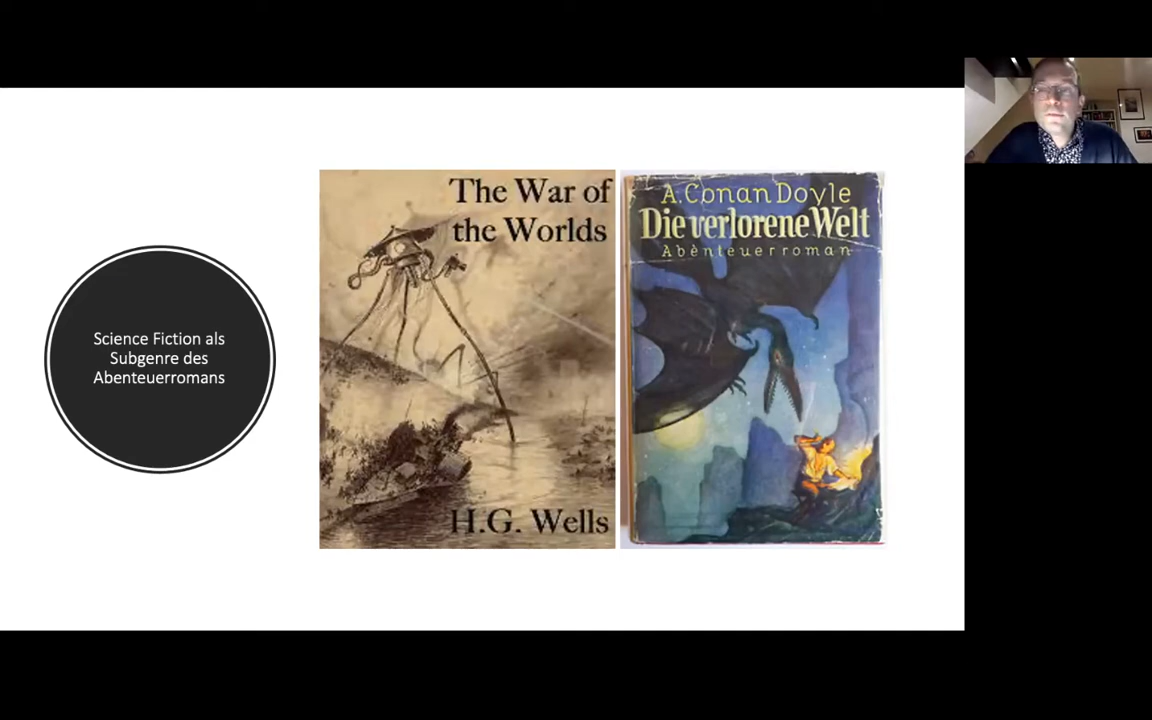 Science Fiction als
Subgenre des
Abenteuerromans
The War of
the Worlds
H.G. Wells
A. Conan Doyle
Die verlorene Welt
Abenteuerroman